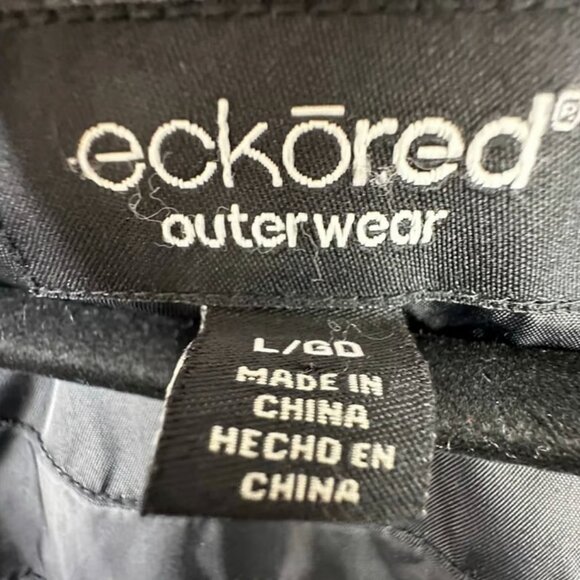 eckōred®
outerwear
L/GD
MADE IN
CHINA
HECHO EN
CHINA